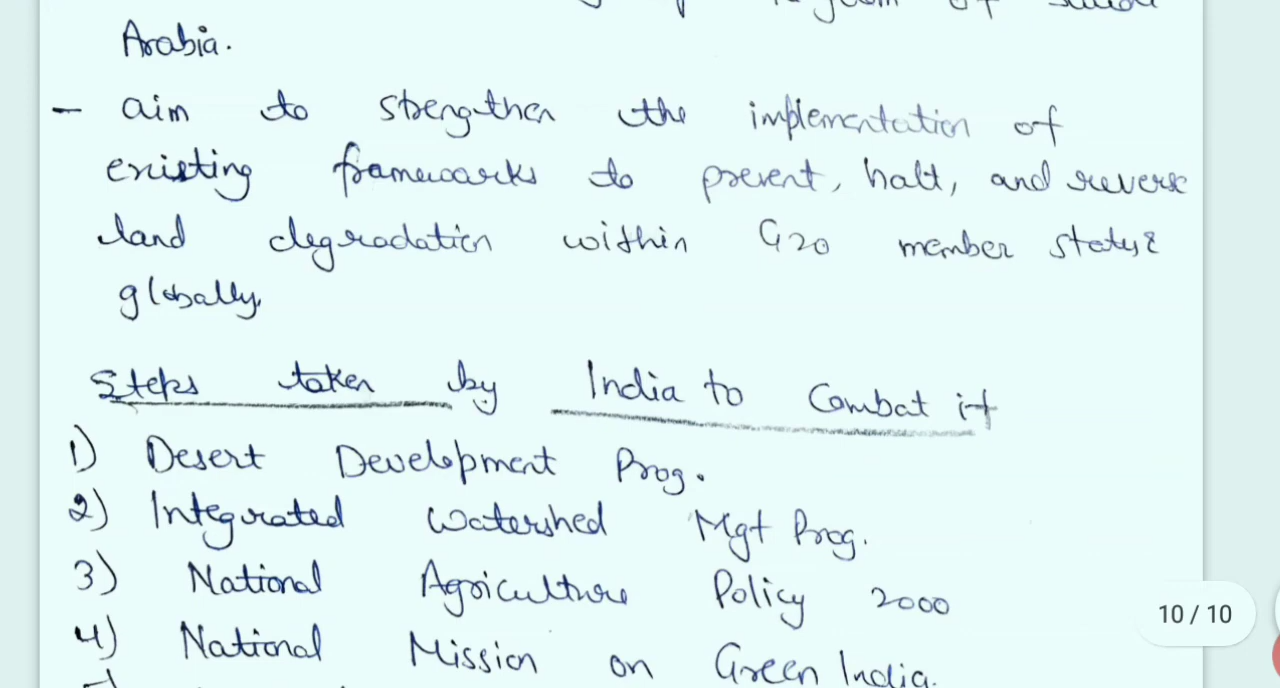 Arabia.
- aim to strengthen the implementation of
existing frameworks to prevent, halt, and reverse
land degradation within G20 member states &
globally.
Steps taken by India to Combat it
1) Desert Development Prog.
2) Integrated Watershed Mgt Prog.
3) National Agriculture Policy 2000
10 / 10
4) National Mission on Green India.